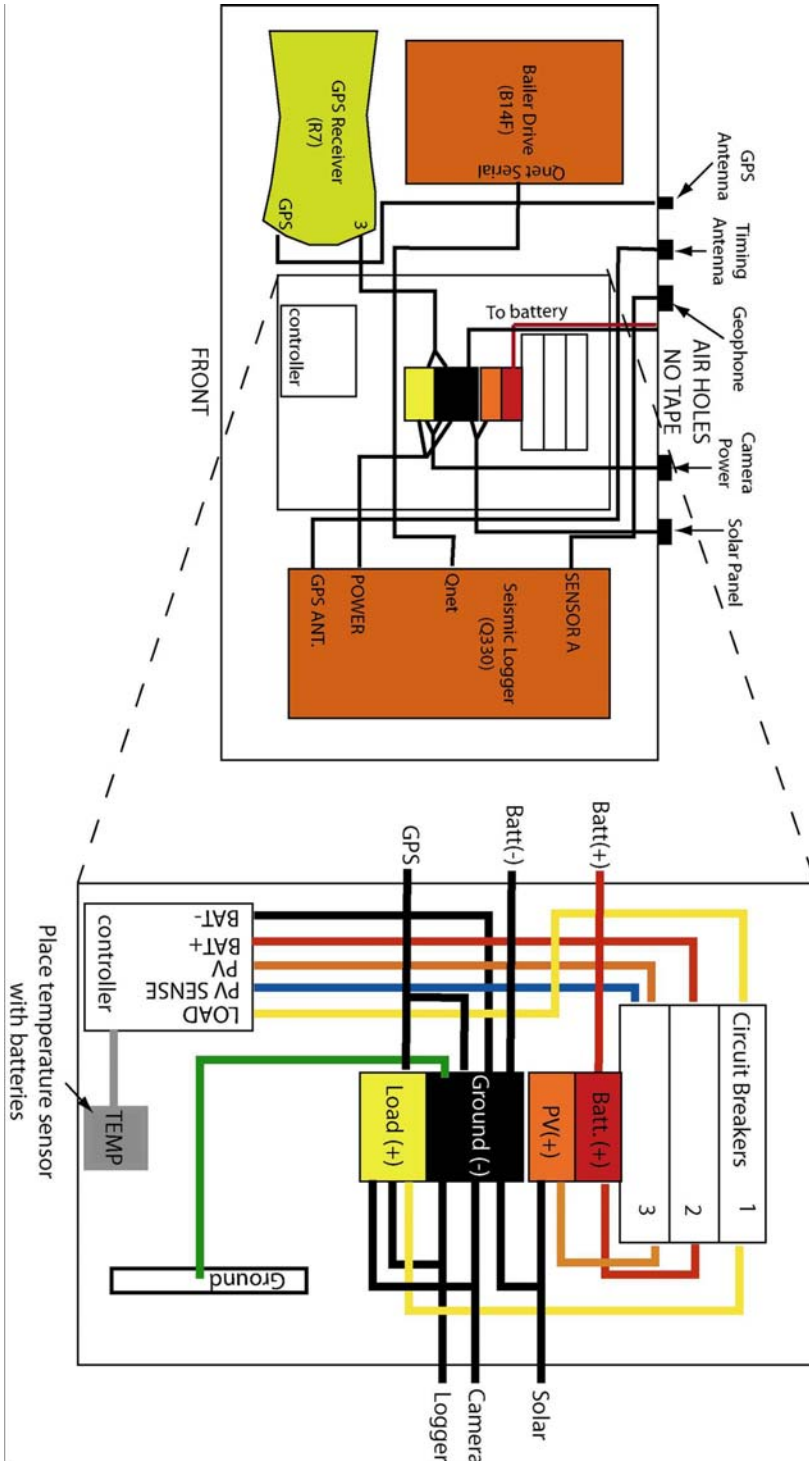 GPS Receiver
(R7)
GPS
3
Bailer Drive
(B14F)
Qnet Serial
GPS
Antenna
Timing
Antenna
Geophone
AIR HOLES
NO TAPE
Camera
Power
Solar Panel
FRONT
controller
To battery
GPS ANT.
POWER
Qnet
Seismic Logger
(Q330)
SENSOR A
GPS
Batt(-)
Batt(+)
controller
BAT-
BAT+
PV
PV SENSE
LOAD
Place temperature sensor
with batteries
TEMP
Ground
Load (+)
Ground (-)
PV(+)
Batt. (+)
Circuit Breakers
1
2
3
Logger
Camera
Solar